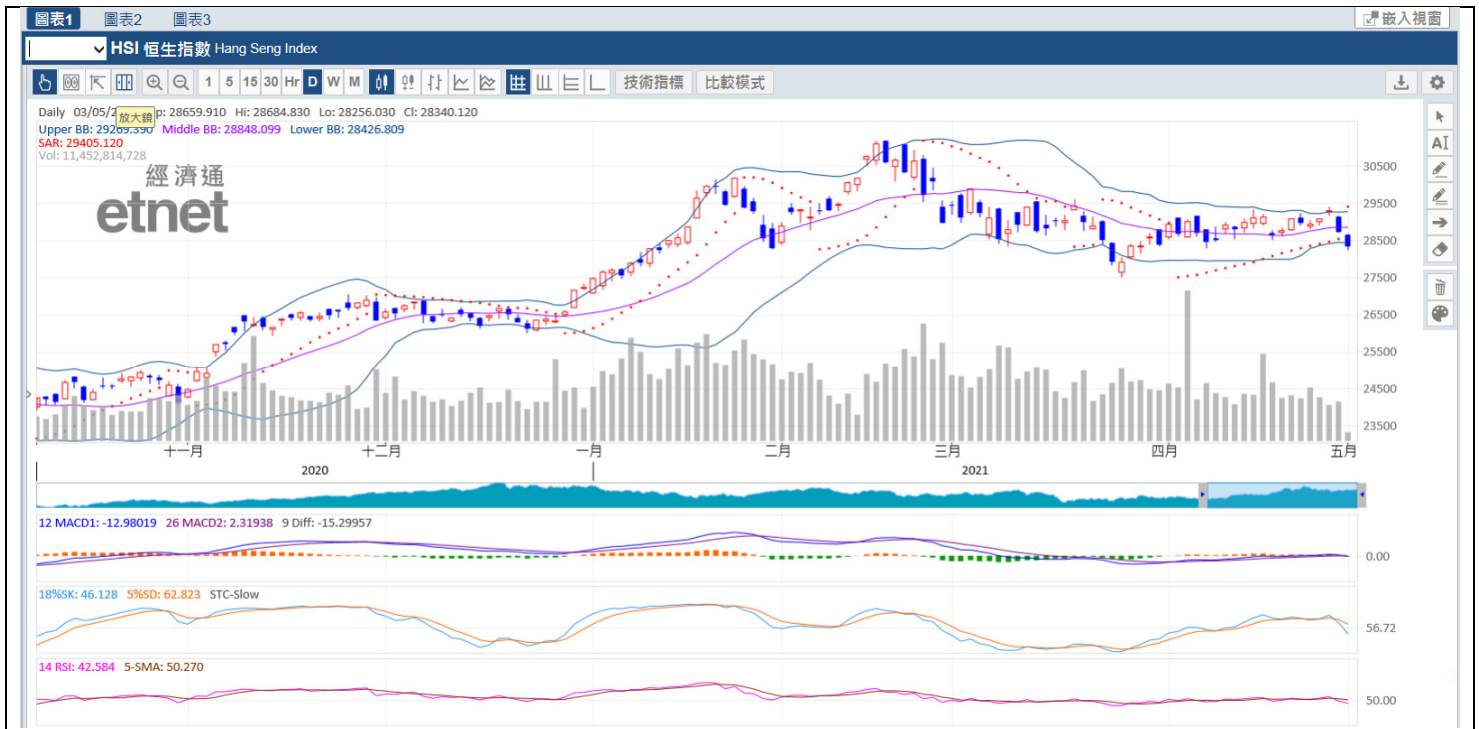 圖表1 圖表2 圖表3 嵌入視窗
HSI 恒生指數 Hang Seng Index
1 5 15 30 Hr D W M 技術指標 比較模式
Daily 03/05/2 p: 28659.910 Hi: 28684.830 Lo: 28256.030 Cl: 28340.120
放大鏡
Upper BB: 29269.390 Middle BB: 28848.099 Lower BB: 28426.809
SAR: 29405.120
Vol: 11,452,814,728
經濟通
etnet
AI
30500
29500
28500
27500
26500
25500
24500
23500
十一月 十二月 一月 二月 三月 四月 五月
2020 2021
12 MACD1: -12.98019 26 MACD2: 2.31938 9 Diff: -15.29957
0.00
18%SK: 46.128 5%SD: 62.823 STC-Slow
56.72
14 RSI: 42.584 5-SMA: 50.270
50.00